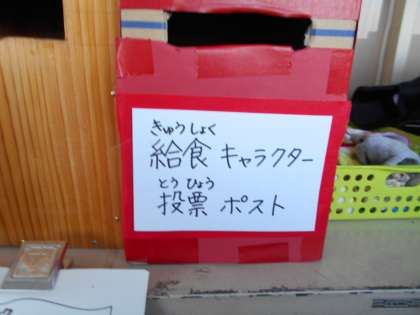 きゅうしょく
給食 キャラクター
とう ひょう
投票 ポスト